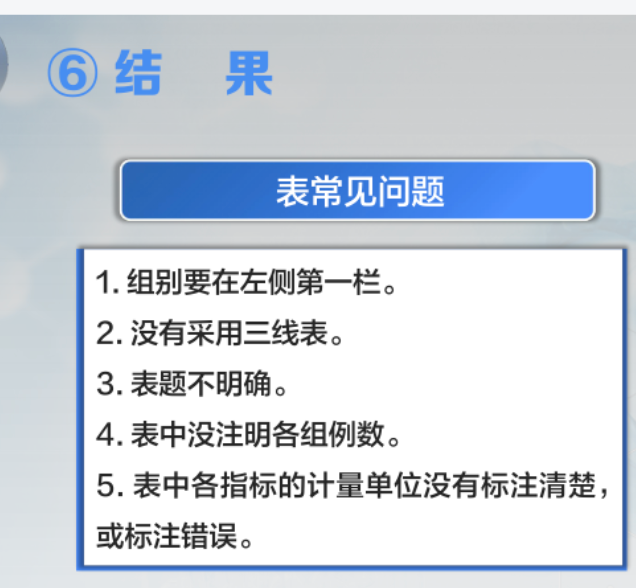 ⑥结 果
表常见问题
1. 组别要在左侧第一栏。
2. 没有采用三线表。
3. 表题不明确。
4. 表中没注明各组例数。
5. 表中各指标的计量单位没有标注清楚，
或标注错误。